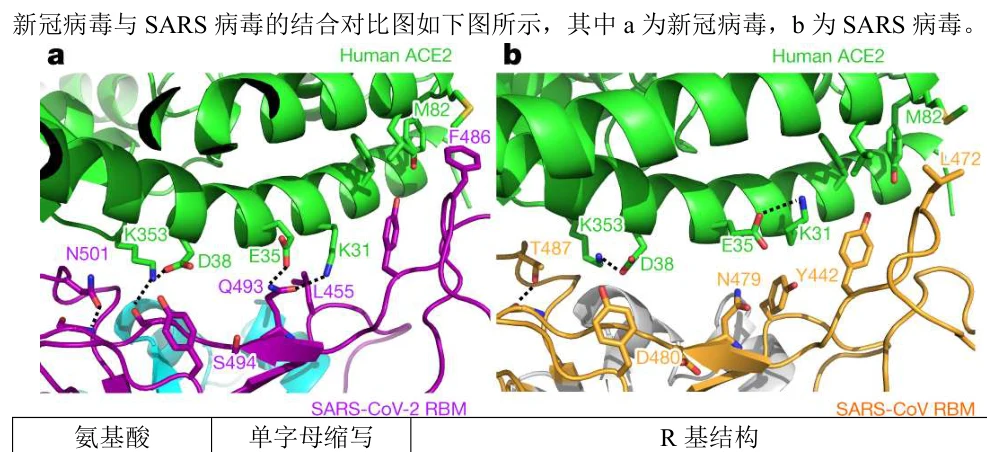 新冠病毒与 SARS 病毒的结合对比图如下图所示，其中 a 为新冠病毒，b 为 SARS 病毒。
a
Human ACE2
M82
F486
K353
N501
D38
E35
K31
Q493
L455
S494
SARS-CoV-2 RBM
b
Human ACE2
M82
L472
K353
T487
D38
E35
K31
N479
Y442
D480
SARS-CoV RBM
氨基酸 单字母缩写 R 基结构